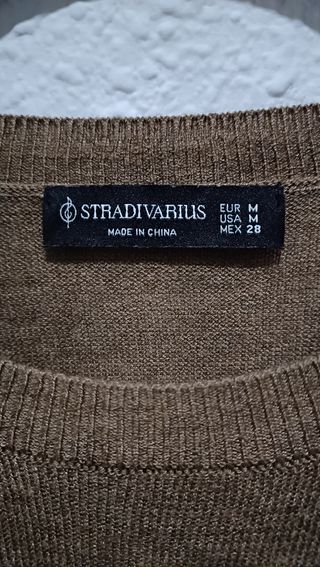 STRADIVARIUS
MADE IN CHINA
EUR M
USA M
MEX 28